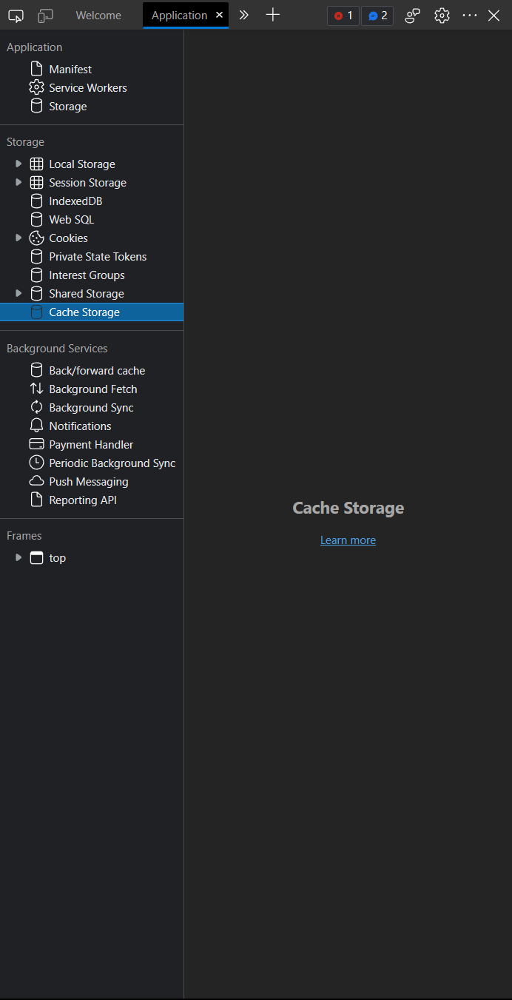 Welcome
Application
1
2
Application
Manifest
Service Workers
Storage
Storage
Local Storage
Session Storage
IndexedDB
Web SQL
Cookies
Private State Tokens
Interest Groups
Shared Storage
Cache Storage
Background Services
Back/forward cache
Background Fetch
Background Sync
Notifications
Payment Handler
Periodic Background Sync
Push Messaging
Reporting API
Frames
top
Cache Storage
Learn more